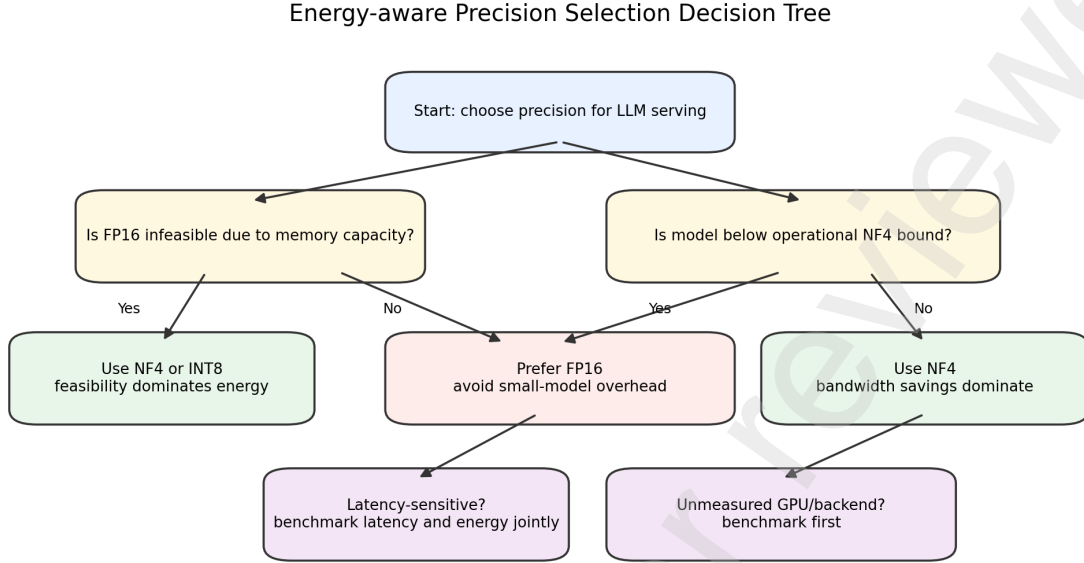 Energy-aware Precision Selection Decision Tree
Start: choose precision for LLM serving
Is FP16 infeasible due to memory capacity?
Is model below operational NF4 bound?
Yes
No
Yes
No
Use NF4 or INT8
feasibility dominates energy
Prefer FP16
avoid small-model overhead
Use NF4
bandwidth savings dominate
Latency-sensitive?
benchmark latency and energy jointly
Unmeasured GPU/backend?
benchmark first
r review